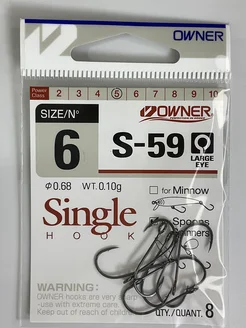 OWNER
Power Class 2 3 4 5 6 7 8 9 10
SIZE/N°
6
OWNER
S-59
LARGE EYE
Φ0.68 WT. 0.10g
for Minnow
Single
HOOK
Spoons
WARNING:
OWNER hooks are very sharp
-use with extreme care
Keep out of reach of children.
QTY./QUANT. 8